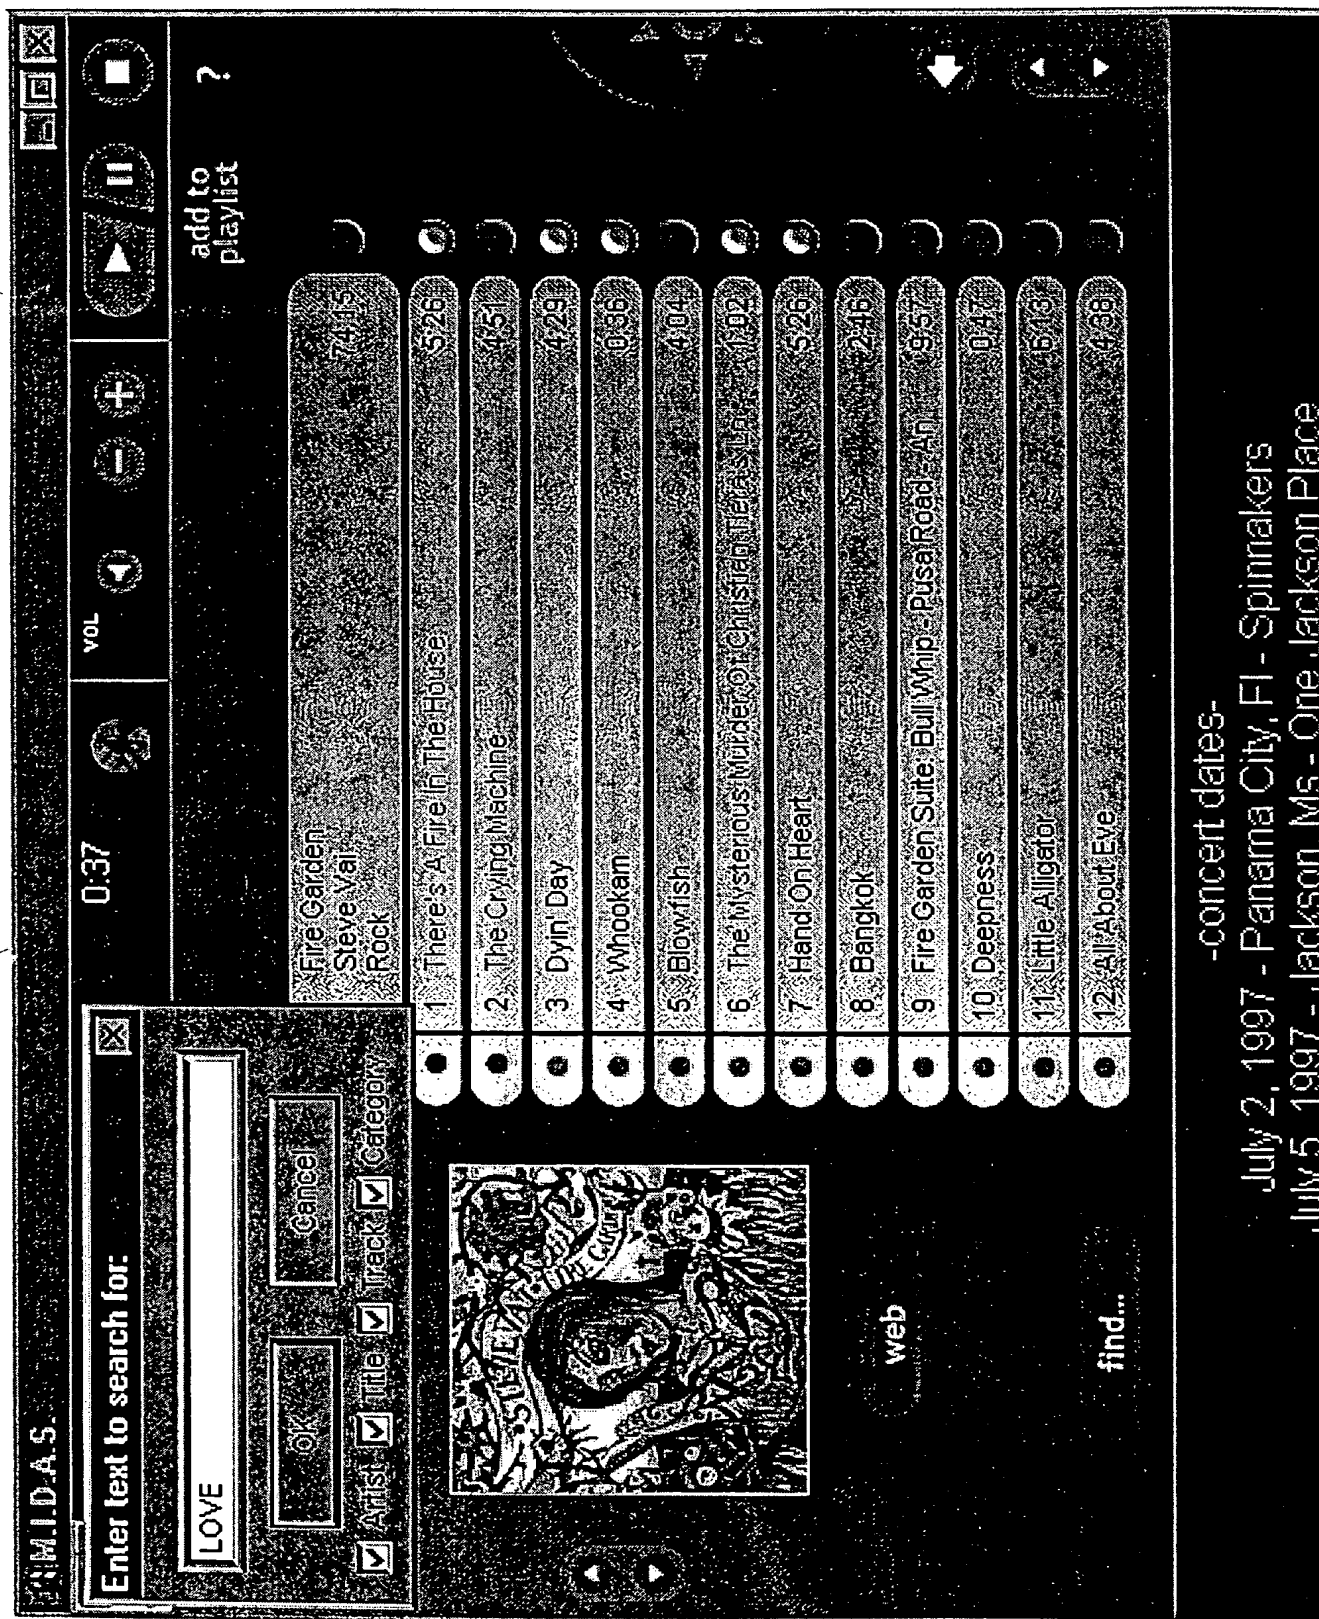 M.I.D.A.S.
0:37
VOL
Enter text to search for:
LOVE
OK
Cancel
Artist
Title
Track
Category
add to
playlist
?
Fire Garden
Steve Vai
Rock
74:15
1 There's A Fire In The House 5:26
2 The Crying Machine 4:51
3 Dyin' Day 4:29
4 Whookam 0:36
5 Blowfish 4:04
6 The Mysterious Murder Of Christian Tiera's Lo 1:02
7 Hand On Heart 5:26
8 Bangkok 2:46
9 Fire Garden Suite: Bull Whip - Pusa Road - An 9:57
10 Deepness 0:47
11 Little Alligator 6:13
12 All About Eve 4:38
STEVE VAI FIRE GARDEN
web
find...
-concert dates-
July 2, 1997 - Panama City, Fl - Spinnakers
July 5, 1997 - Jackson, Ms - One Jackson Place